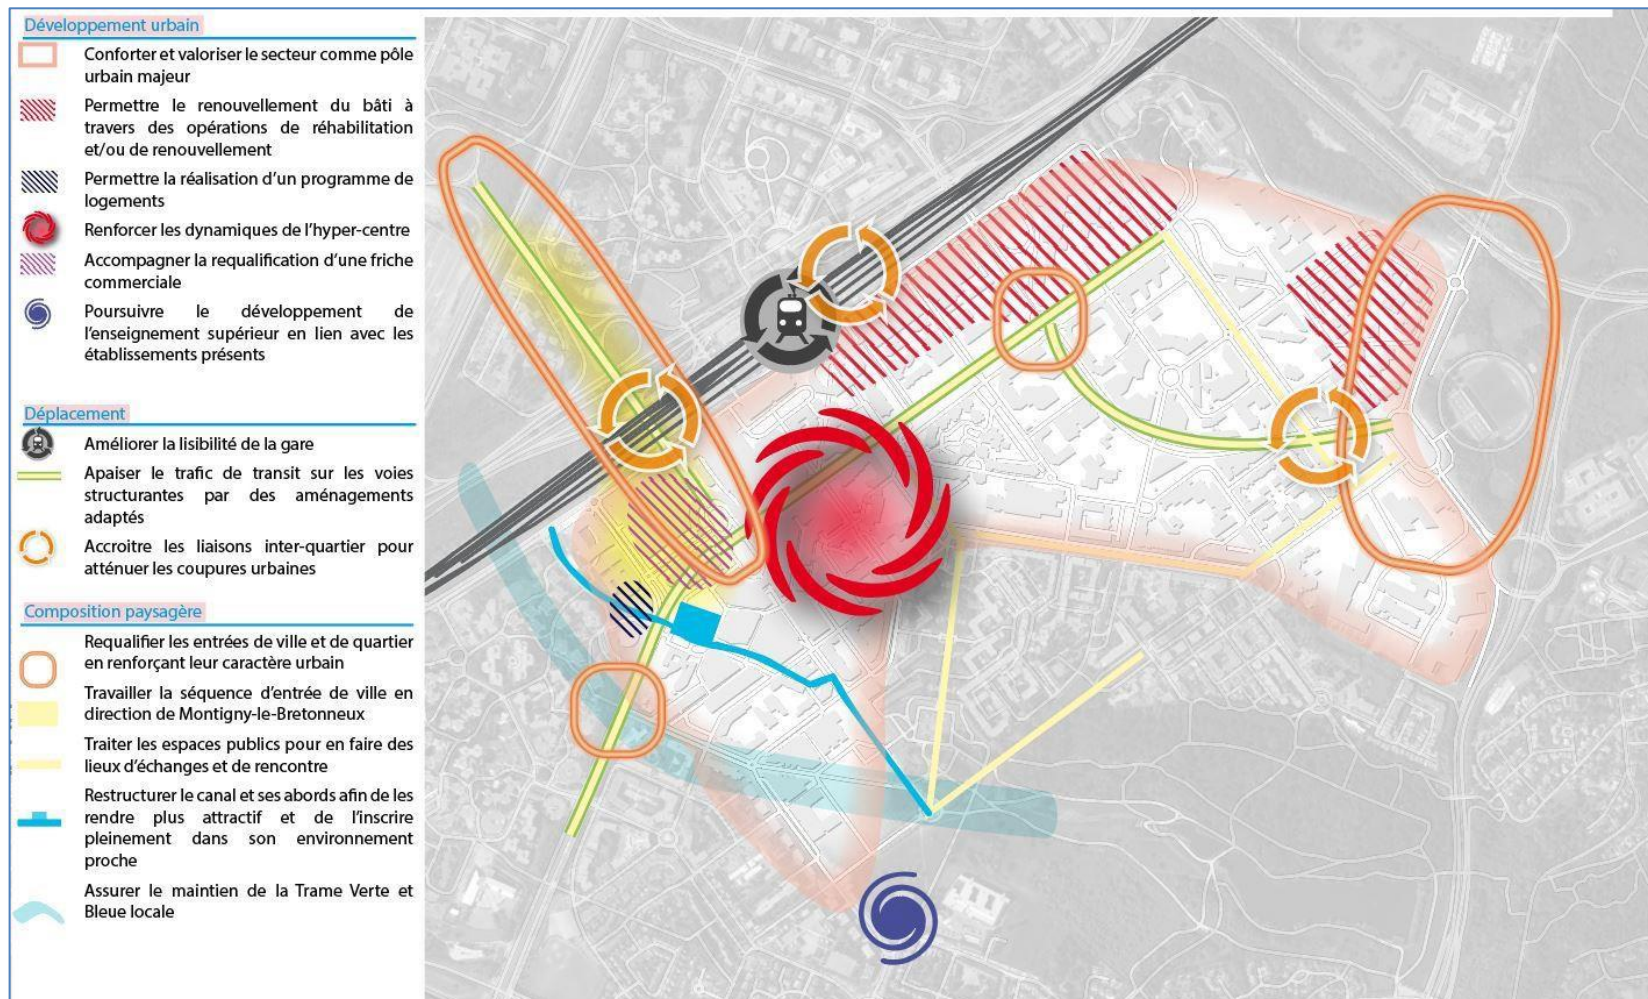 Développement urbain
Conforter et valoriser le secteur comme pôle
urbain majeur
Permettre le renouvellement du bâti à
travers des opérations de réhabilitation
et/ou de renouvellement
Permettre la réalisation d'un programme de
logements
Renforcer les dynamiques de l'hyper-centre
Accompagner la requalification d'une friche
commerciale
Poursuivre le développement de
l'enseignement supérieur en lien avec les
établissements présents
Déplacement
Améliorer la lisibilité de la gare
Apaiser le trafic de transit sur les voies
structurantes par des aménagements
adaptés
Accroitre les liaisons inter-quartier pour
atténuer les coupures urbaines
Composition paysagère
Requalifier les entrées de ville et de quartier
en renforçant leur caractère urbain
Travailler la séquence d'entrée de ville en
direction de Montigny-le-Bretonneux
Traiter les espaces publics pour en faire des
lieux d'échanges et de rencontre
Restructurer le canal et ses abords afin de les
rendre plus attractif et de l'inscrire
pleinement dans son environnement
proche
Assurer le maintien de la Trame Verte et
Bleue locale